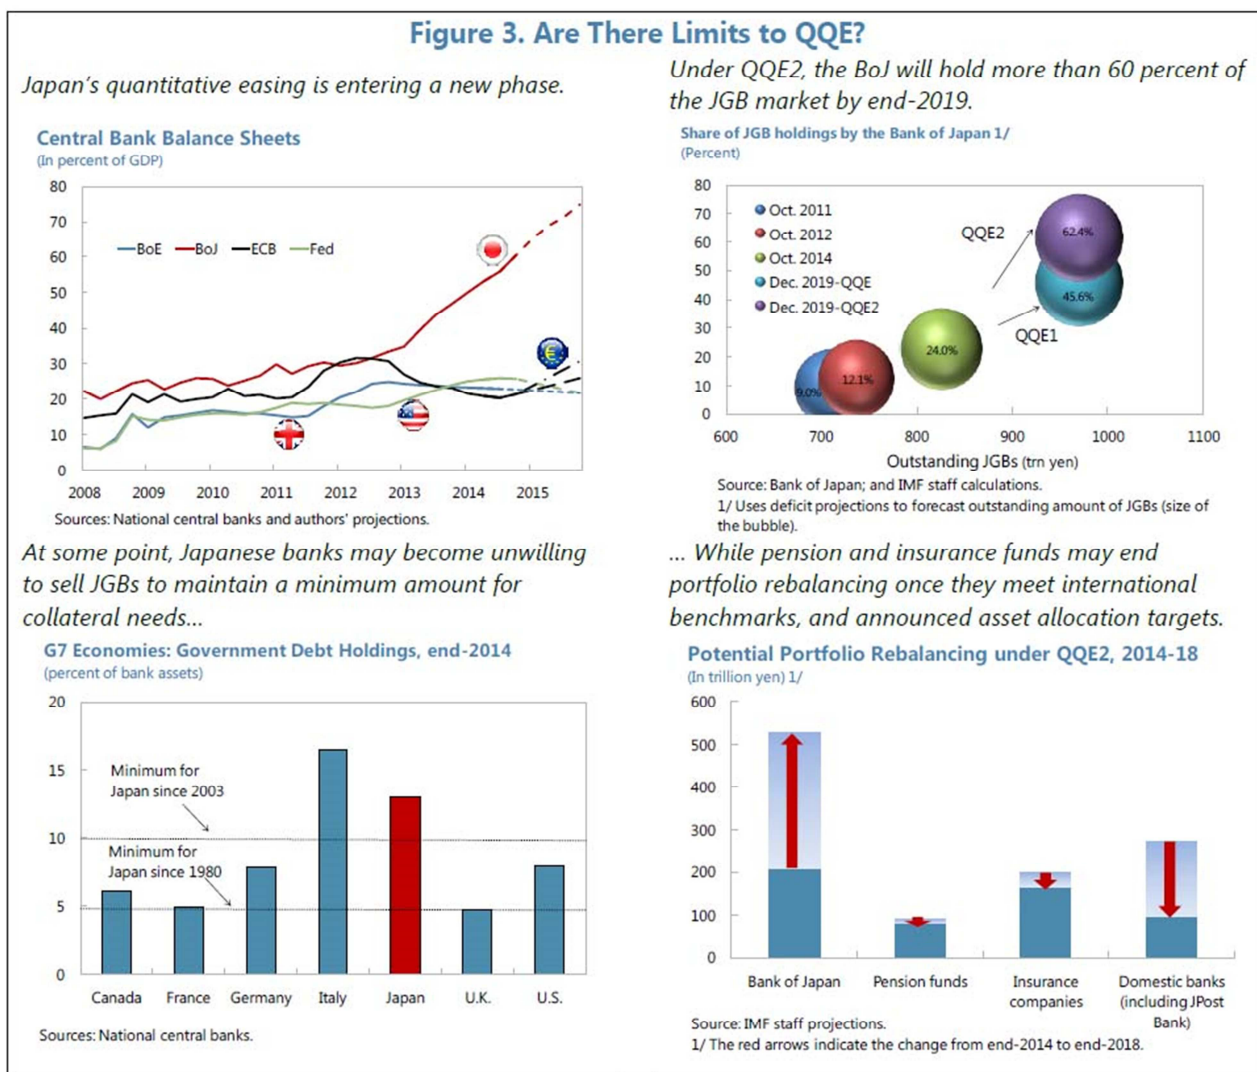 Figure 3. Are There Limits to QQE?
Japan's quantitative easing is entering a new phase.
Central Bank Balance Sheets
(In percent of GDP)
80
70
60
50
40
30
20
10
0
BoE BoJ ECB Fed
2008 2009 2010 2011 2012 2013 2014 2015
Sources: National central banks and authors' projections.
Under QQE2, the BoJ will hold more than 60 percent of
the JGB market by end-2019.
Share of JGB holdings by the Bank of Japan 1/
(Percent)
80
70
60
50
40
30
20
10
0
Oct. 2011
Oct. 2012
Oct. 2014
Dec. 2019-QQE
Dec. 2019-QQE2
QQE2
62.4%
45.6%
QQE1
24.0%
12.1%
9.0%
600 700 800 900 1000 1100
Outstanding JGBs (trn yen)
Source: Bank of Japan; and IMF staff calculations.
1/ Uses deficit projections to forecast outstanding amount of JGBs (size of
the bubble).
At some point, Japanese banks may become unwilling
to sell JGBs to maintain a minimum amount for
collateral needs...
G7 Economies: Government Debt Holdings, end-2014
(percent of bank assets)
20
15
10
5
0
Minimum for
Japan since 2003
Minimum for
Japan since 1980
Canada France Germany Italy Japan U.K. U.S.
Sources: National central banks.
... While pension and insurance funds may end
portfolio rebalancing once they meet international
benchmarks, and announced asset allocation targets.
Potential Portfolio Rebalancing under QQE2, 2014-18
(In trillion yen) 1/
600
500
400
300
200
100
0
Bank of Japan Pension funds Insurance Domestic banks
companies (including JPost
Bank)
Source: IMF staff projections.
1/ The red arrows indicate the change from end-2014 to end-2018.